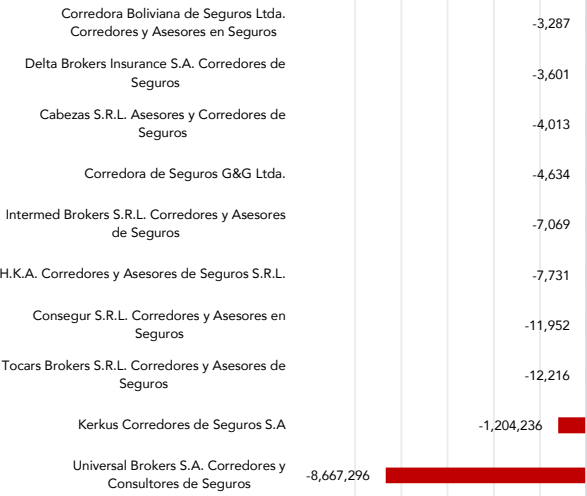 Corredora Boliviana de Seguros Ltda.
Corredores y Asesores en Seguros
-3,287
Delta Brokers Insurance S.A. Corredores de
Seguros
-3,601
Cabezas S.R.L. Asesores y Corredores de
Seguros
-4,013
Corredora de Seguros G&G Ltda.
-4,634
Intermed Brokers S.R.L. Corredores y Asesores
de Seguros
-7,069
H.K.A. Corredores y Asesores de Seguros S.R.L.
-7,731
Consegur S.R.L. Corredores y Asesores en
Seguros
-11,952
Tocars Brokers S.R.L. Corredores y Asesores de
Seguros
-12,216
Kerkus Corredores de Seguros S.A
-1,204,236
Universal Brokers S.A. Corredores y
Consultores de Seguros
-8,667,296